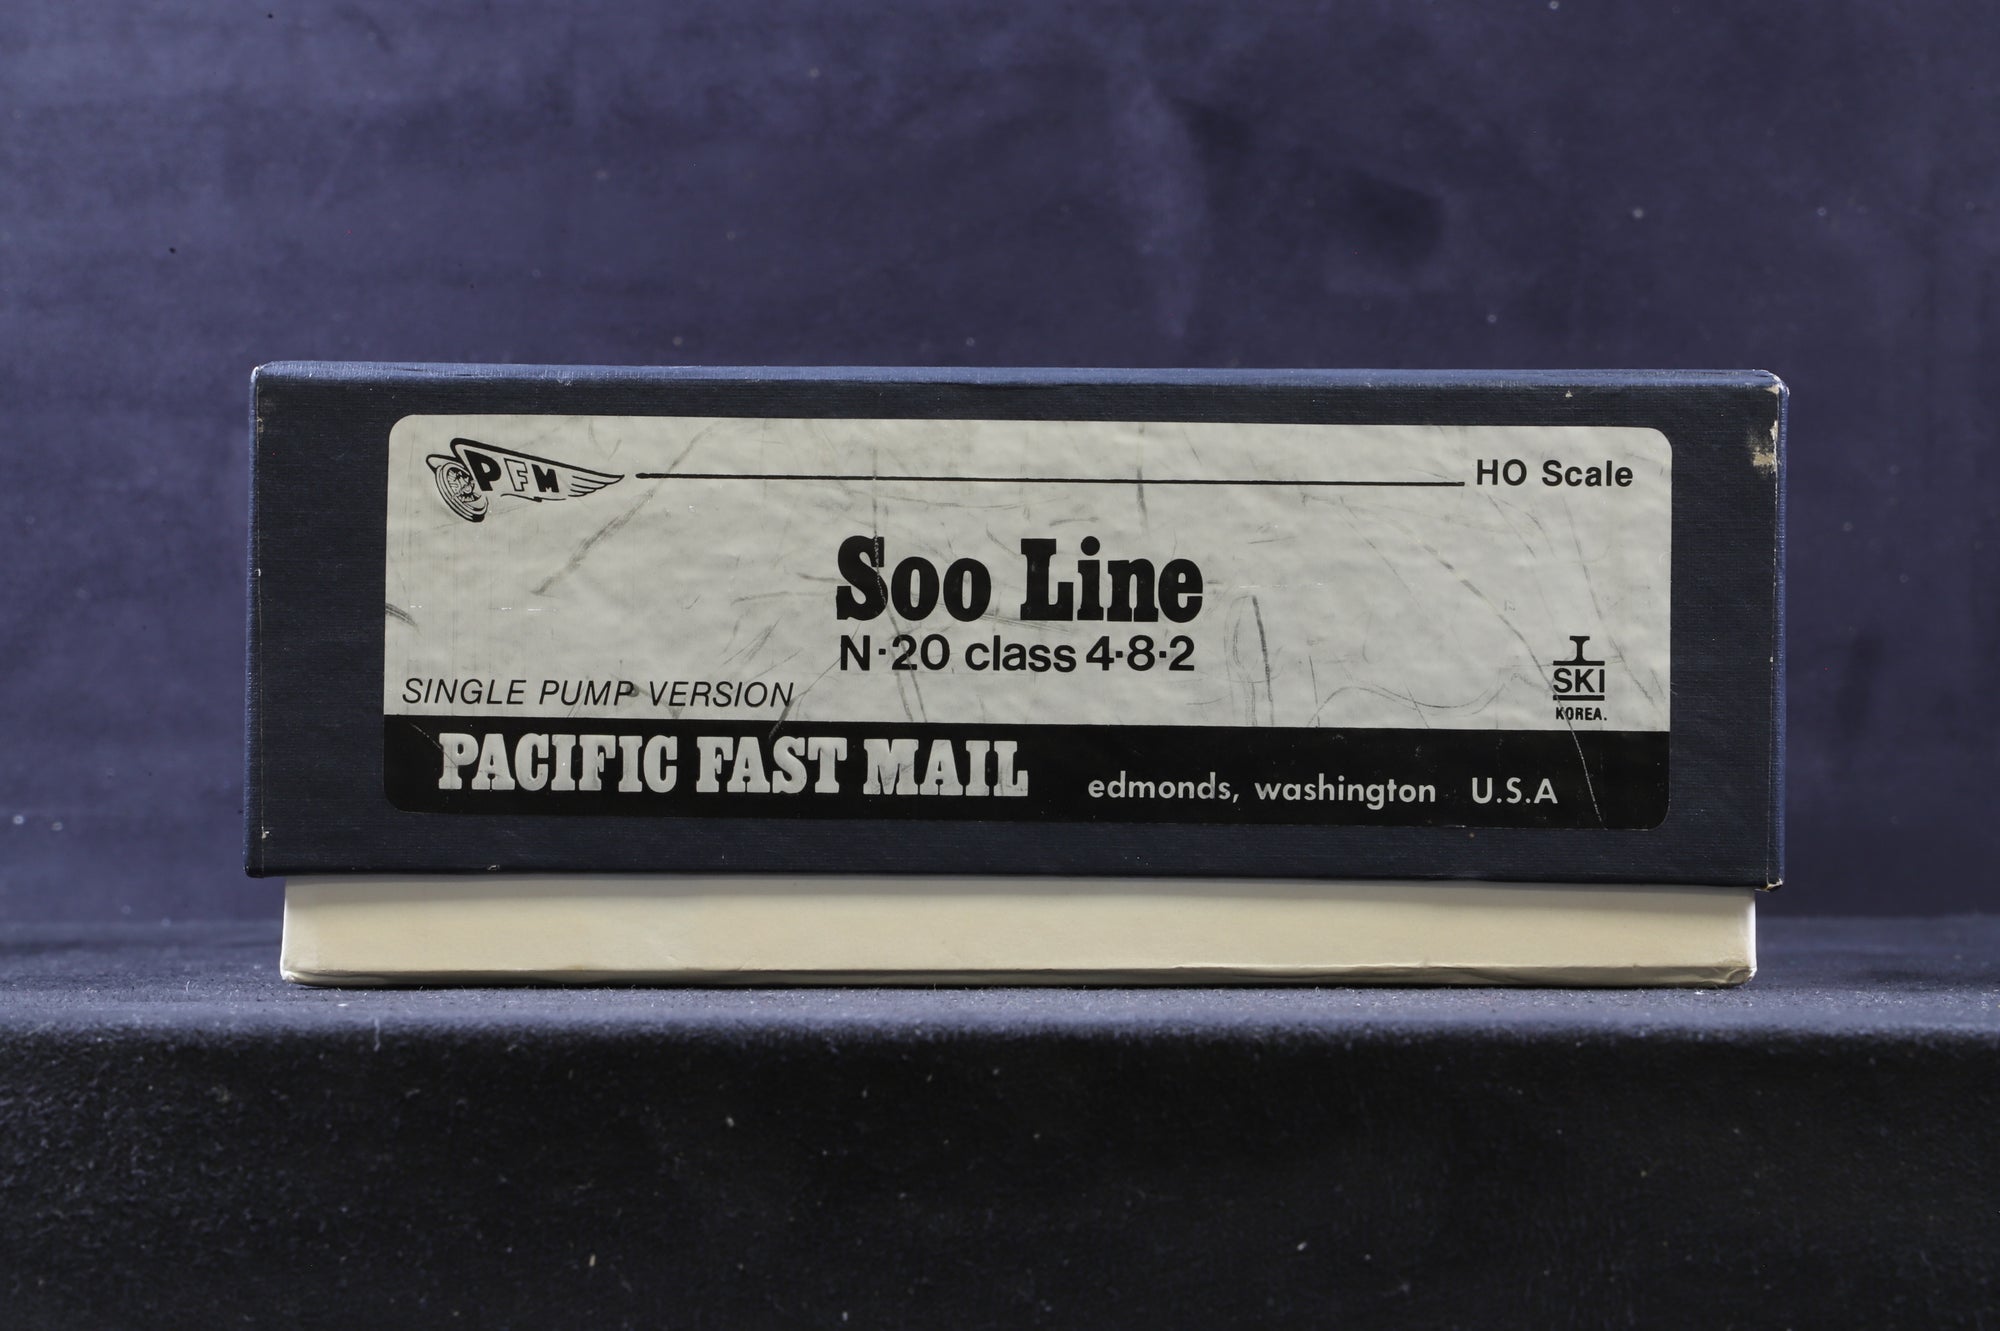 PFM
HO Scale
Soo Line
N·20 class 4·8·2
SINGLE PUMP VERSION
SKI
KOREA.
PACIFIC FAST MAIL edmonds, washington U.S.A